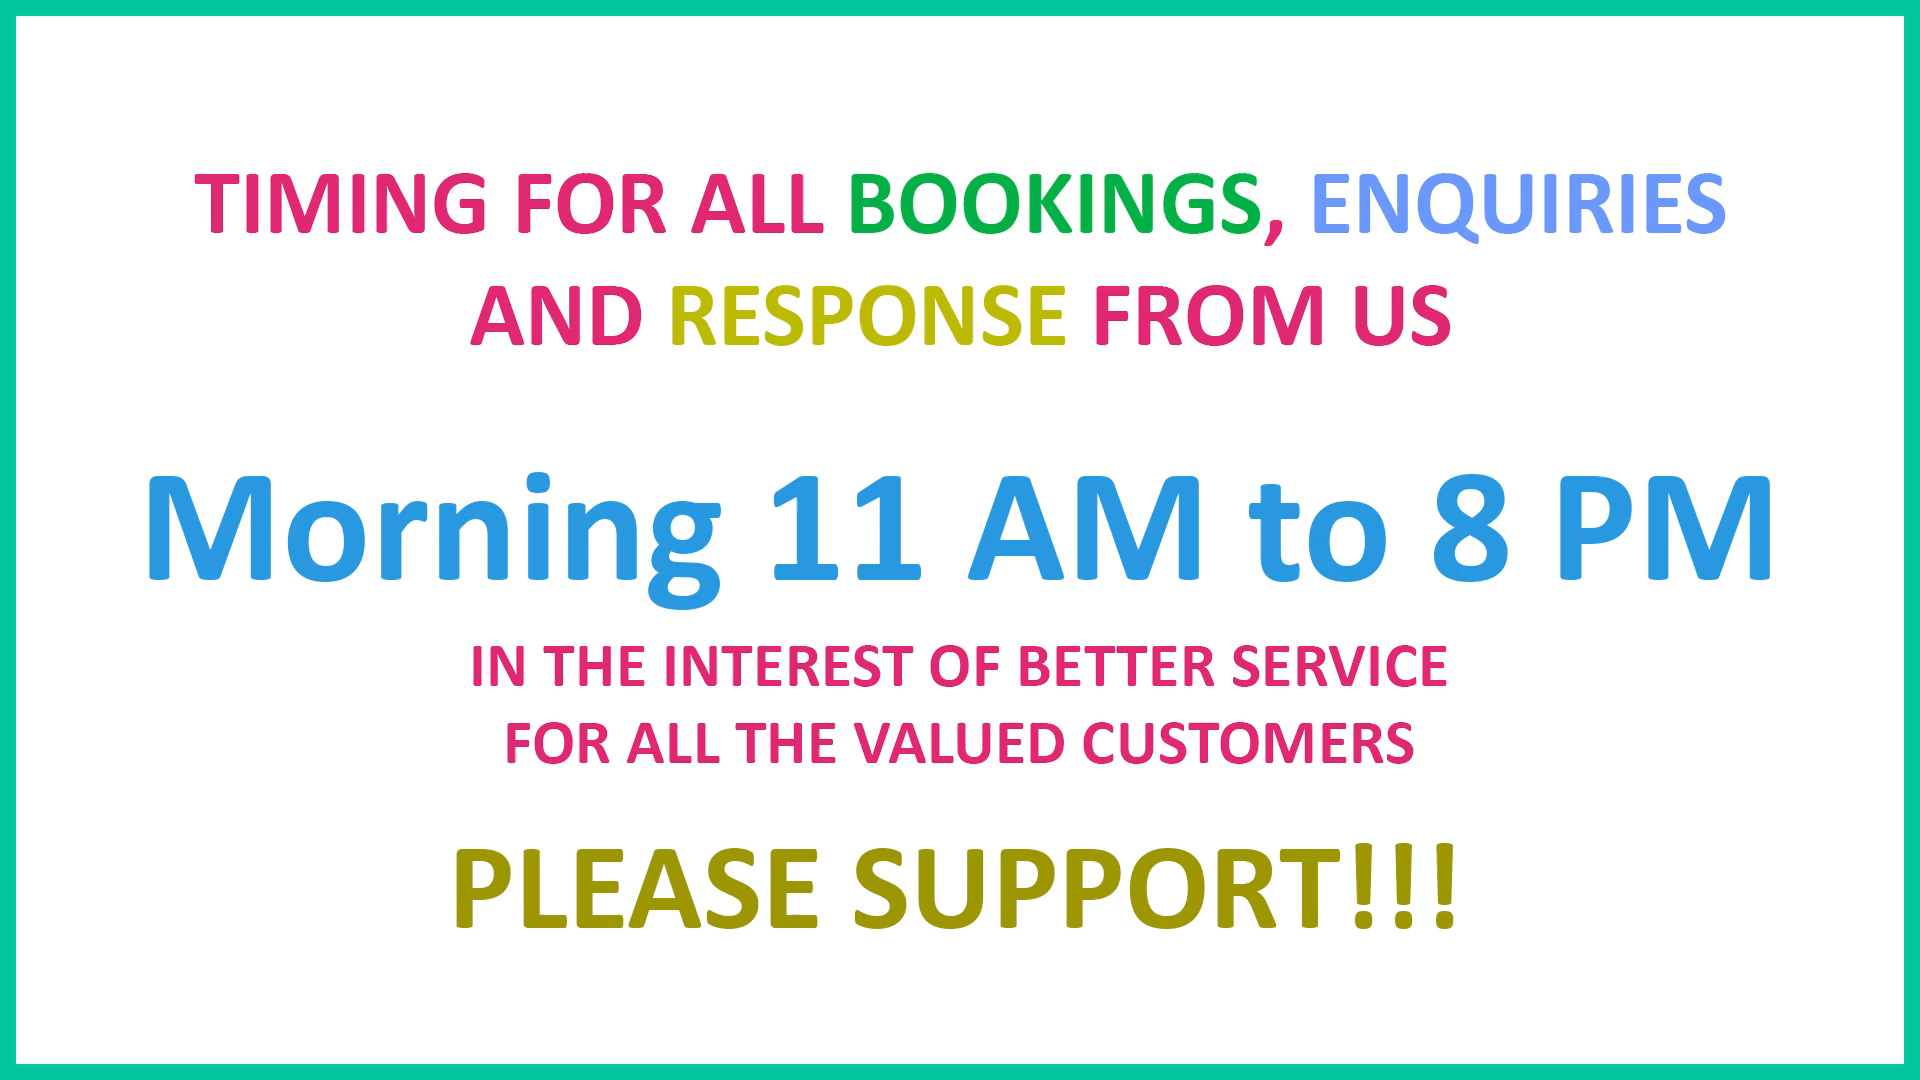 TIMING FOR ALL BOOKINGS, ENQUIRIES
AND RESPONSE FROM US
Morning 11 AM to 8 PM
IN THE INTEREST OF BETTER SERVICE
FOR ALL THE VALUED CUSTOMERS
PLEASE SUPPORT!!!